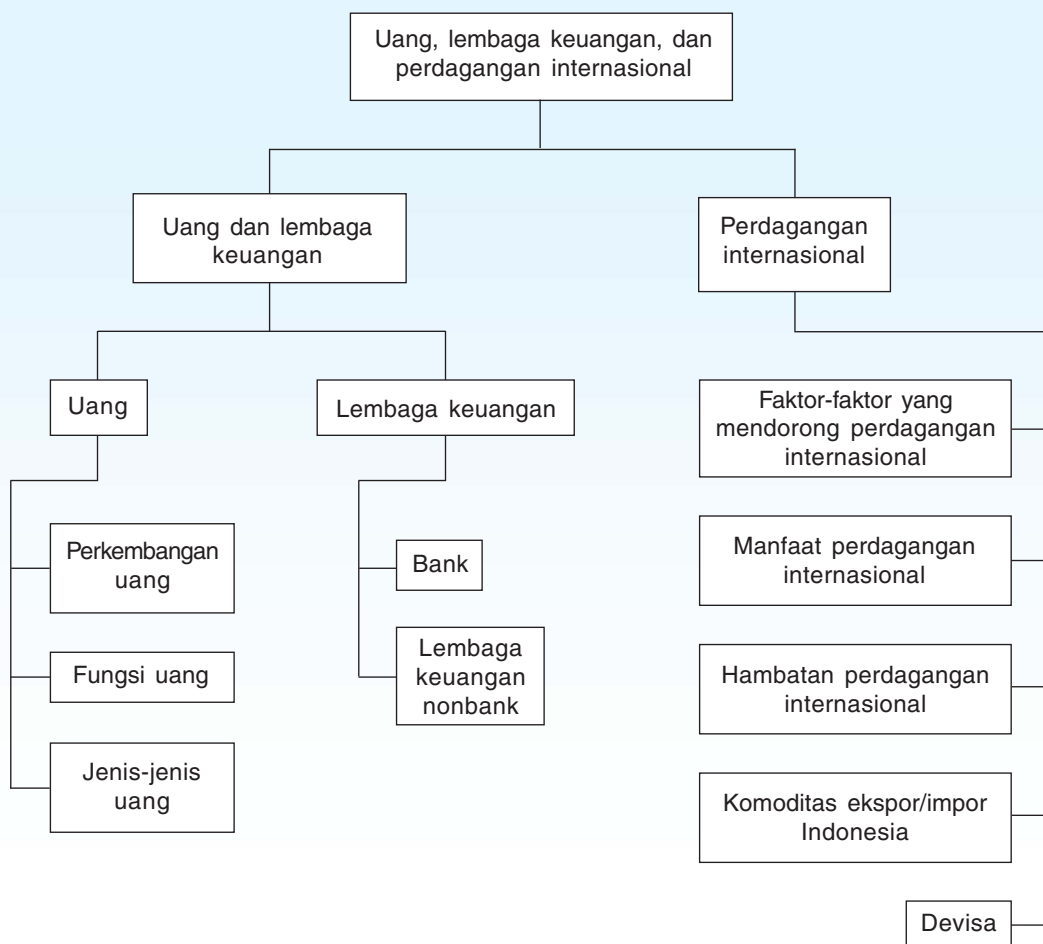 Uang, lembaga keuangan, dan
perdagangan internasional
Uang dan lembaga
keuangan
Perdagangan
internasional
Uang
Lembaga keuangan
Faktor-faktor yang
mendorong perdagangan
internasional
Perkembangan
uang
Bank
Manfaat perdagangan
internasional
Fungsi uang
Lembaga
keuangan
nonbank
Hambatan perdagangan
internasional
Jenis-jenis
uang
Komoditas ekspor/impor
Indonesia
Devisa